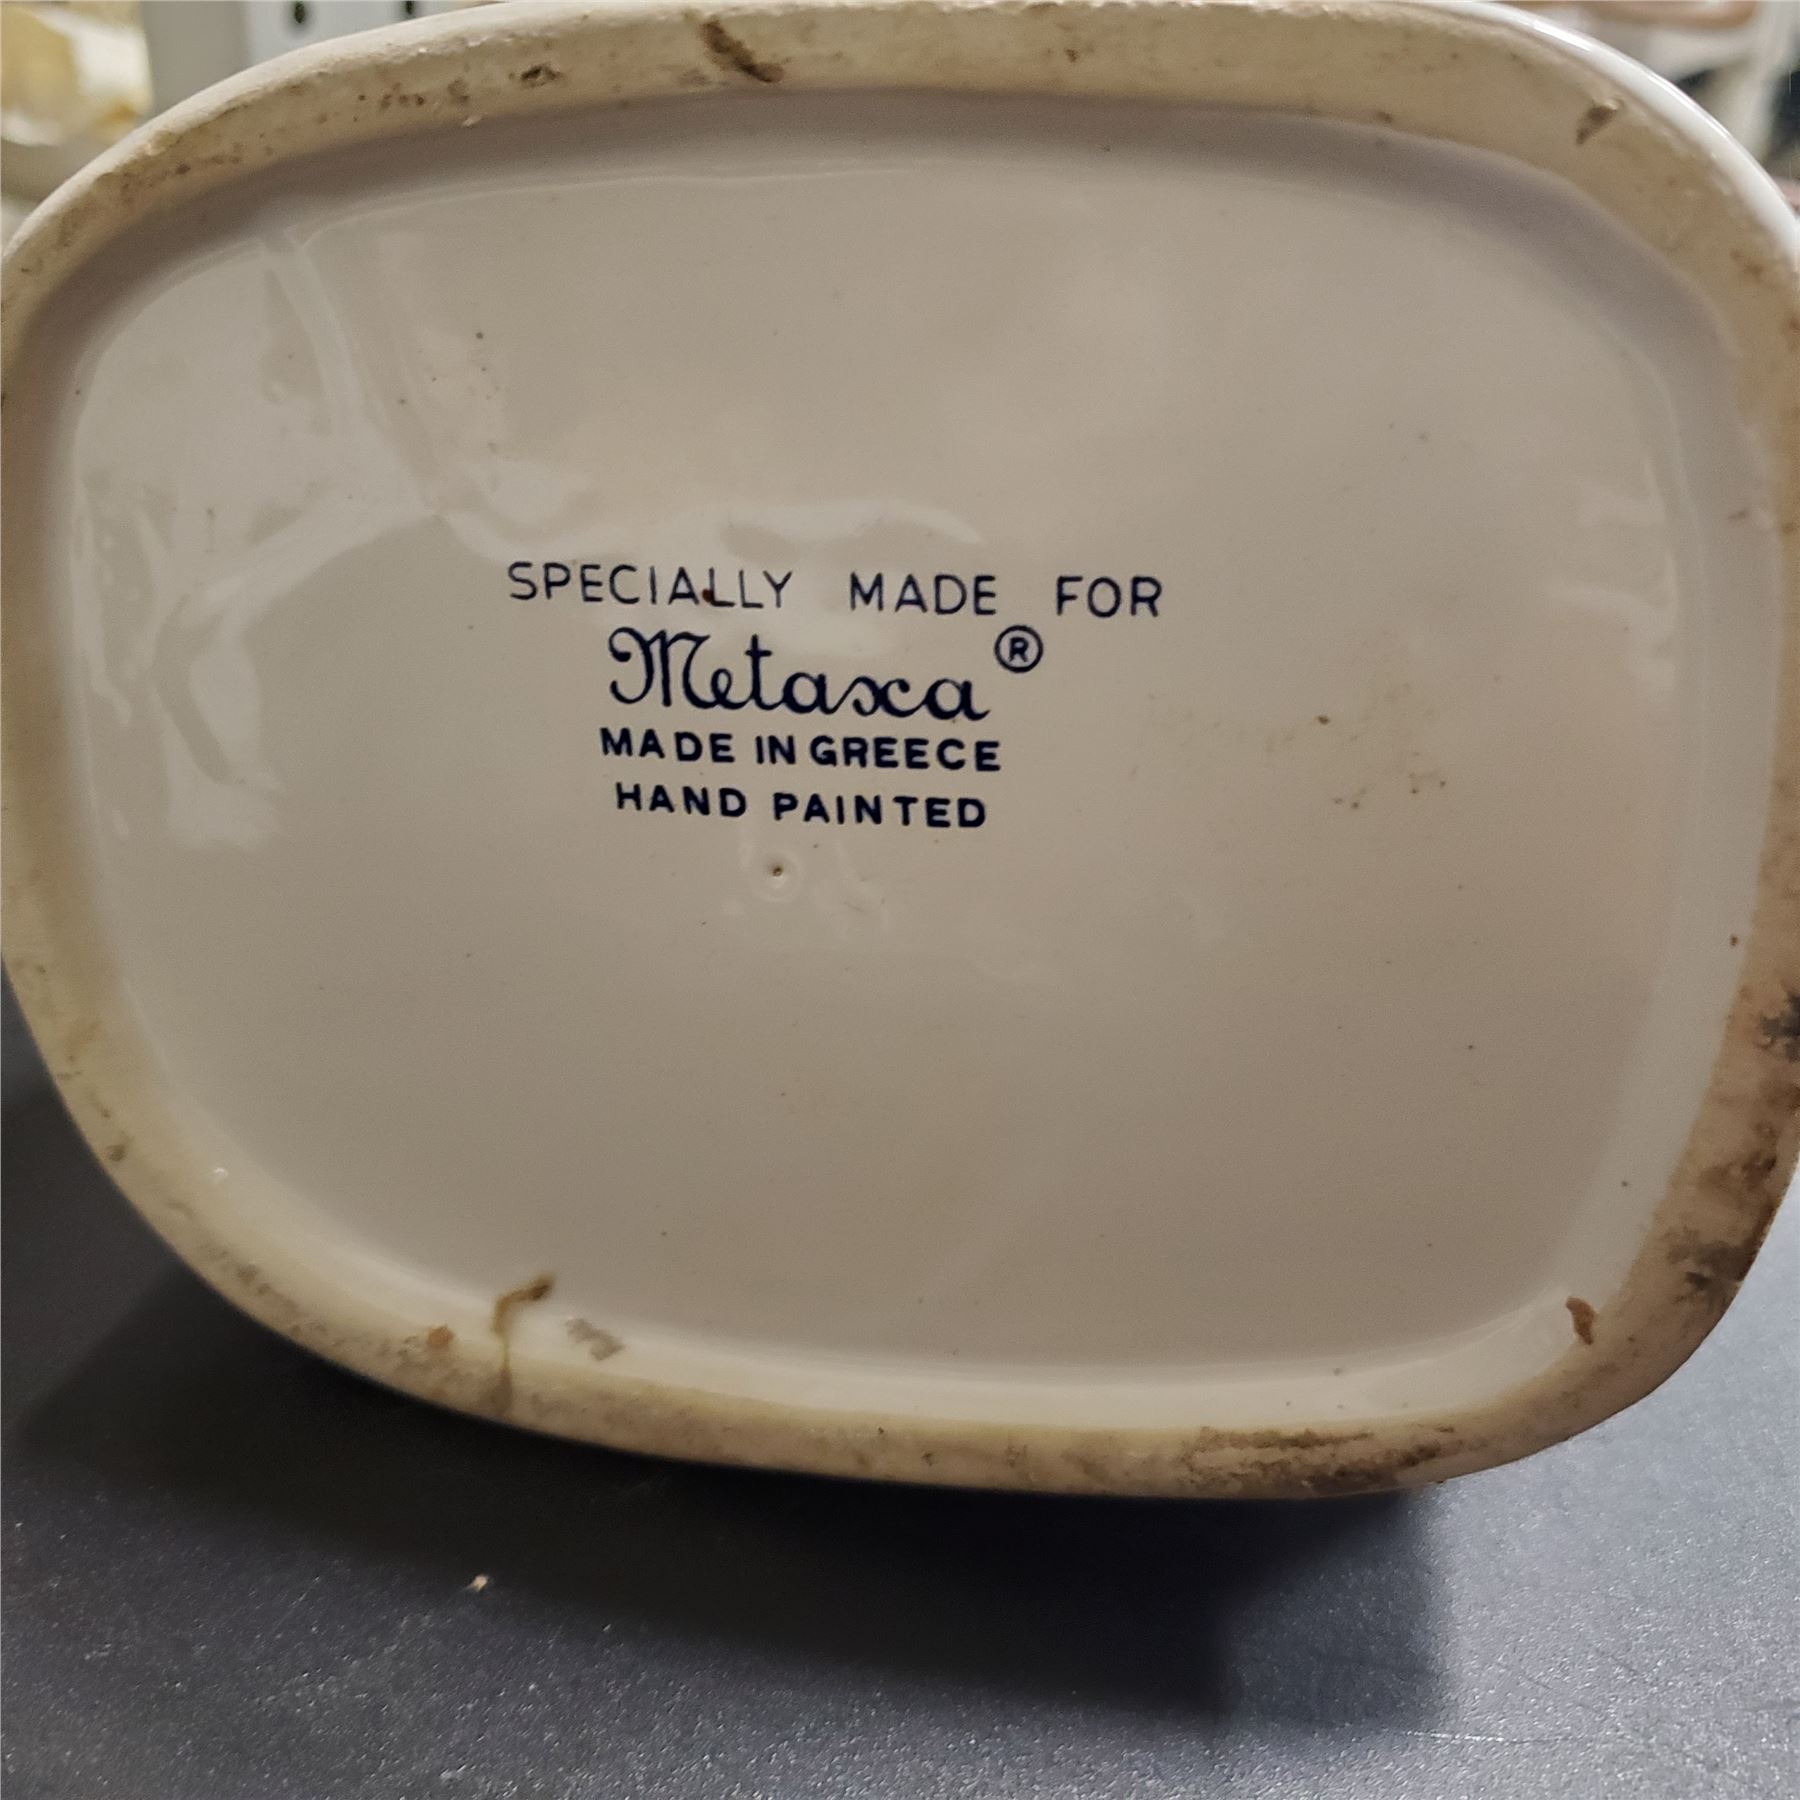 SPECIALLY MADE FOR
Metaxa ®
MADE IN GREECE
HAND PAINTED